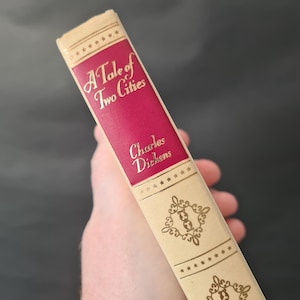 A Tale of
Two Cities
Charles
Dickens